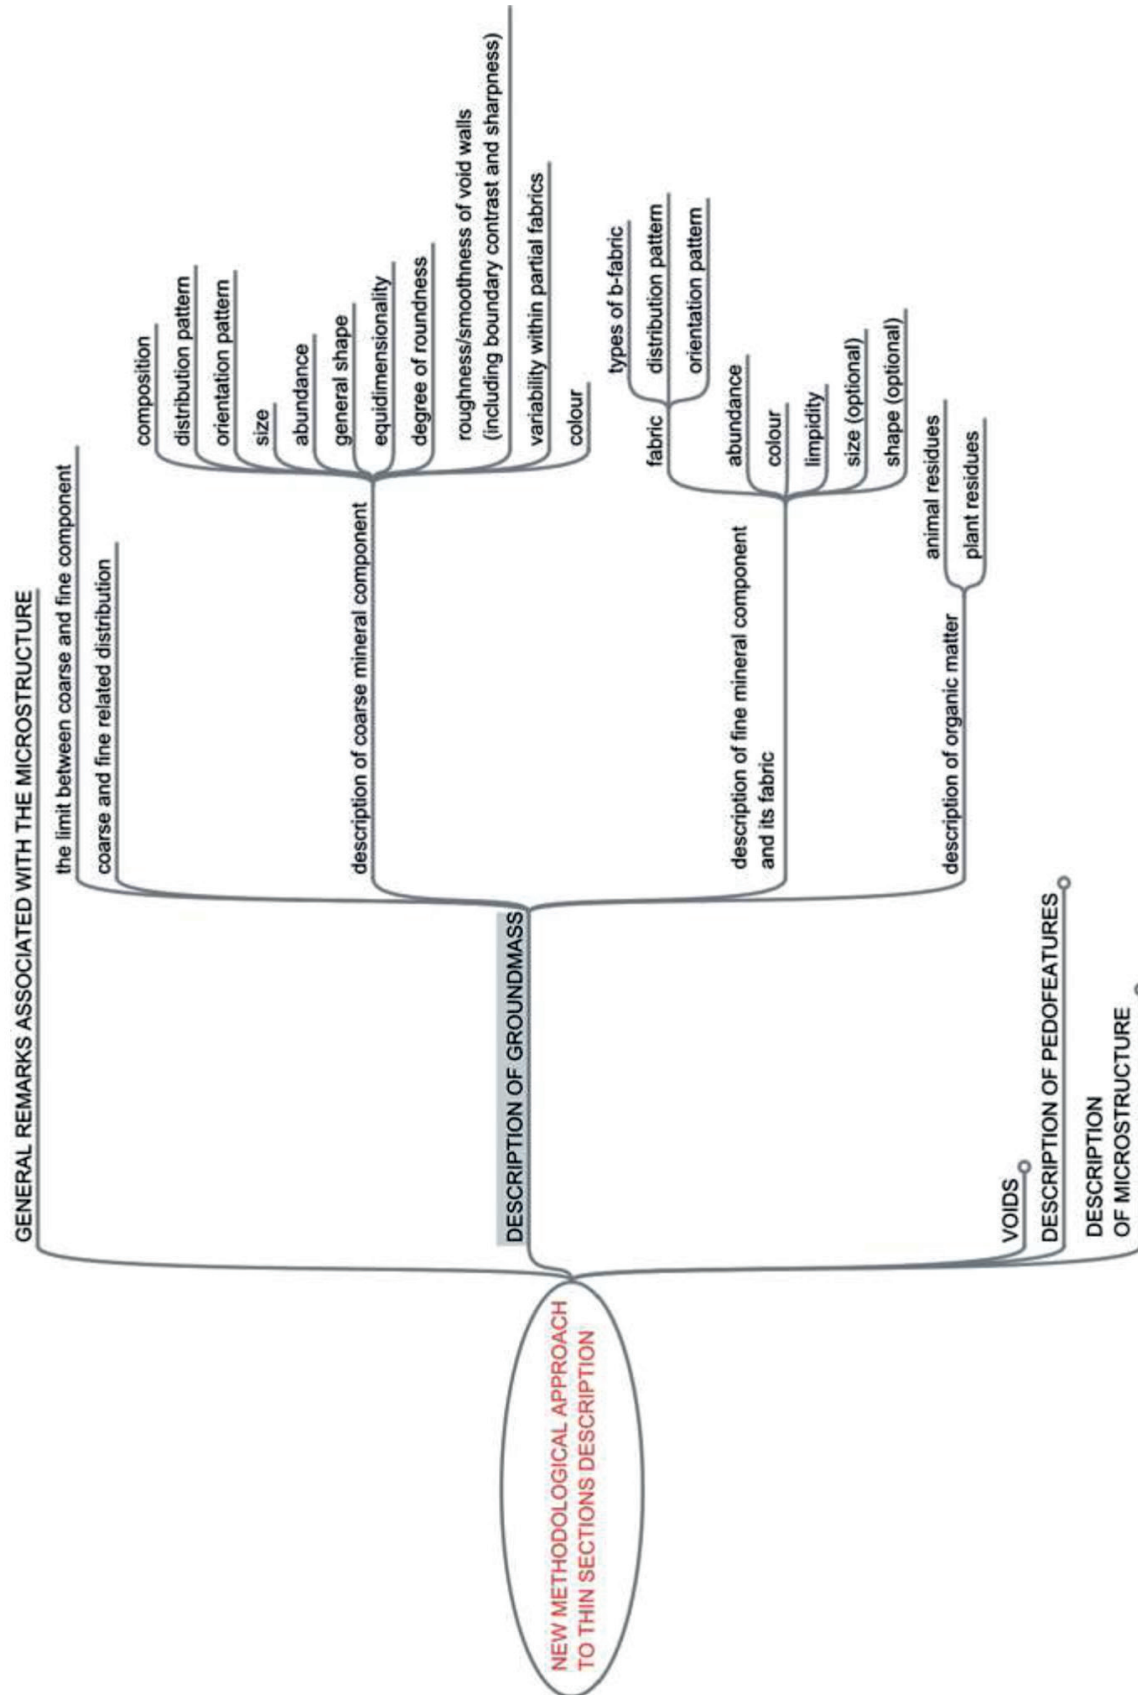 NEW METHODOLOGICAL APPROACH
TO THIN SECTIONS DESCRIPTION
GENERAL REMARKS ASSOCIATED WITH THE MICROSTRUCTURE
DESCRIPTION OF GROUNDMASS
the limit between coarse and fine component
coarse and fine related distribution
description of coarse mineral component
composition
distribution pattern
orientation pattern
size
abundance
general shape
equidimensionality
degree of roundness
roughness/smoothness of void walls
(including boundary contrast and sharpness)
variability within partial fabrics
colour
description of fine mineral component
and its fabric
fabric
types of b-fabric
distribution pattern
orientation pattern
abundance
colour
limpidity
size (optional)
shape (optional)
description of organic matter
animal residues
plant residues
VOIDS
DESCRIPTION OF PEDOFEATURES
DESCRIPTION
OF MICROSTRUCTURE